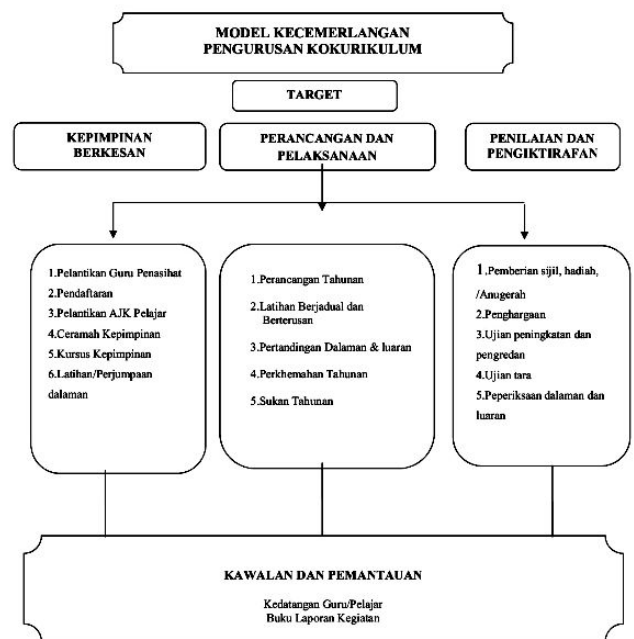 MODEL KECEMERLANGAN
PENGURUSAN KOKURIKULUM
TARGET
KEPIMPINAN
BERKESAN
PERANCANGAN DAN
PELAKSANAAN
PENILAIAN DAN
PENGIKTIRAFAN
1.Pelantikan Guru Penasihat
2.Pendaftaran
3.Pelantikan AJK Pelajar
4.Ceramah Kepimpinan
5.Kursus Kepimpinan
6.Latihan/Perjumpaan
dalaman
1.Perancangan Tahunan
2.Latihan Berjadual dan
Berterusan
3.Pertandingan Dalaman & luaran
4.Perkhemahan Tahunan
5.Sukan Tahunan
1.Pemberian sijil, hadiah,
/Anugerah
2.Penghargaan
3.Ujian peningkatan dan
pengredan
4.Ujian tara
5.Peperiksaan dalaman dan
luaran
KAWALAN DAN PEMANTAUAN
Kedatangan Guru/Pelajar
Buku Laporan Kegiatan